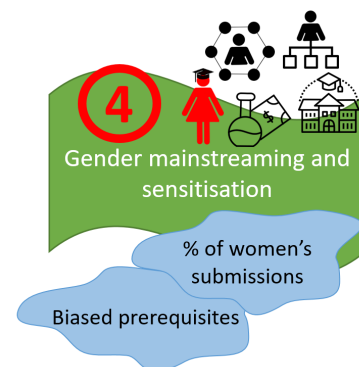 4
Gender mainstreaming and
sensitisation
% of women's
submissions
Biased prerequisites